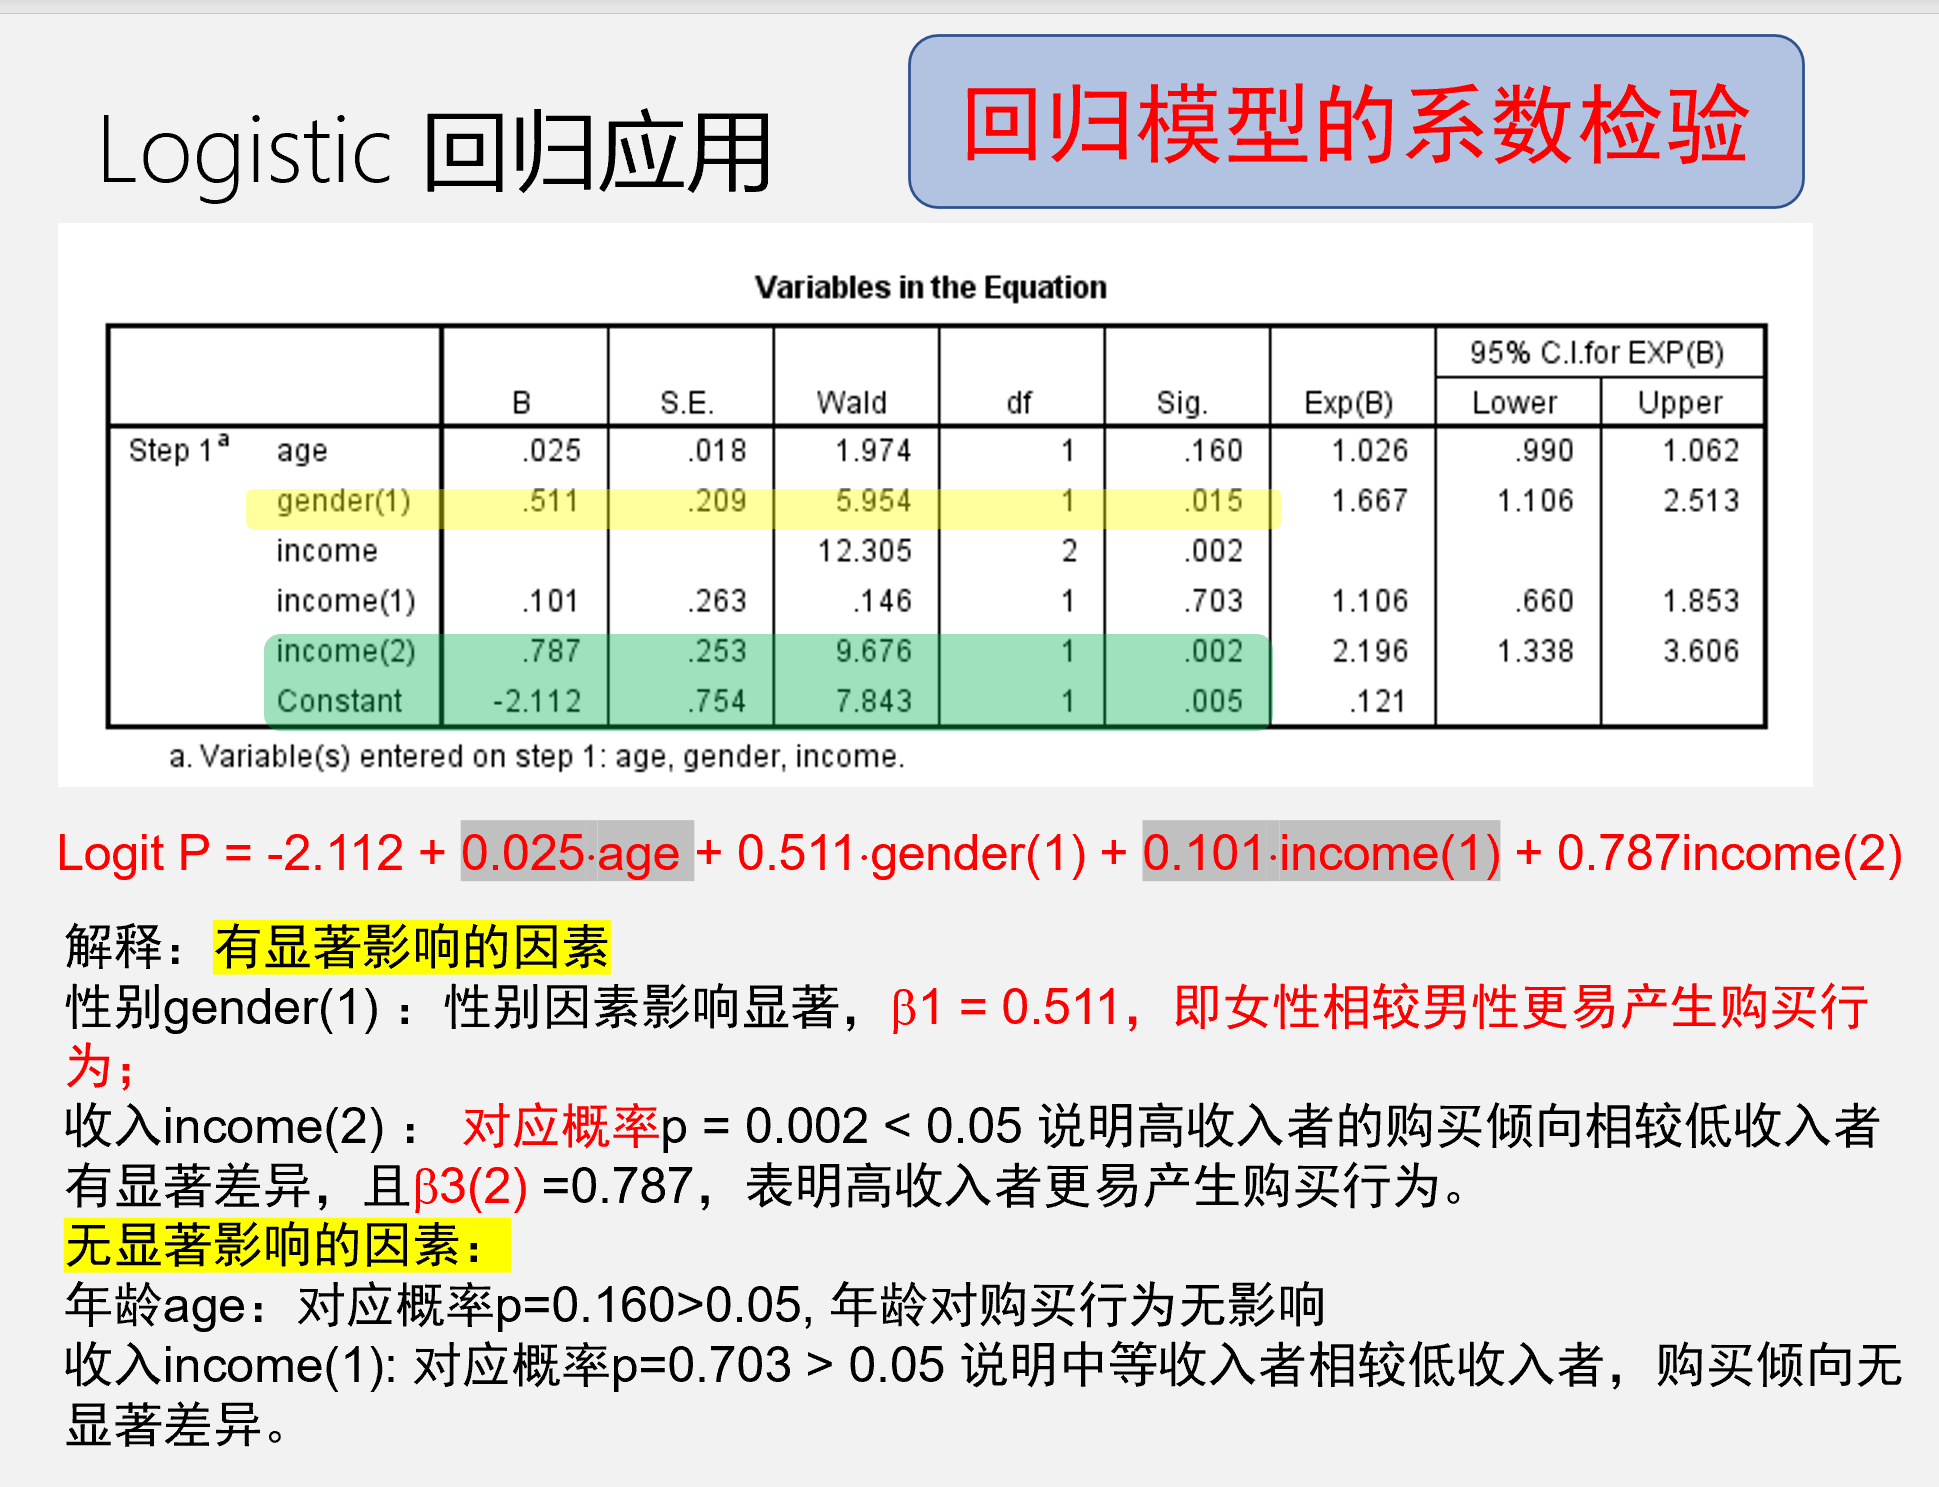 Logistic 回归应用
回归模型的系数检验
Variables in the Equation
95% C.I.for EXP(B)
B S.E. Wald df Sig. Exp(B) Lower Upper
Step 1a age .025 .018 1.974 1 .160 1.026 .990 1.062
gender(1) .511 .209 5.954 1 .015 1.667 1.106 2.513
income 12.305 2 .002
income(1) .101 .263 .146 1 .703 1.106 .660 1.853
income(2) .787 .253 9.676 1 .002 2.196 1.338 3.606
Constant -2.112 .754 7.843 1 .005 .121
a. Variable(s) entered on step 1: age, gender, income.
Logit P = -2.112 + 0.025·age + 0.511·gender(1) + 0.101·income(1) + 0.787income(2)
解释：有显著影响的因素
性别gender(1)：性别因素影响显著，β1 = 0.511，即女性相较男性更易产生购买行
为；
收入income(2)： 对应概率p = 0.002 < 0.05 说明高收入者的购买倾向相较低收入者
有显著差异，且β3(2) =0.787，表明高收入者更易产生购买行为。
无显著影响的因素：
年龄age：对应概率p=0.160>0.05, 年龄对购买行为无影响
收入income(1): 对应概率p=0.703 > 0.05 说明中等收入者相较低收入者，购买倾向无
显著差异。